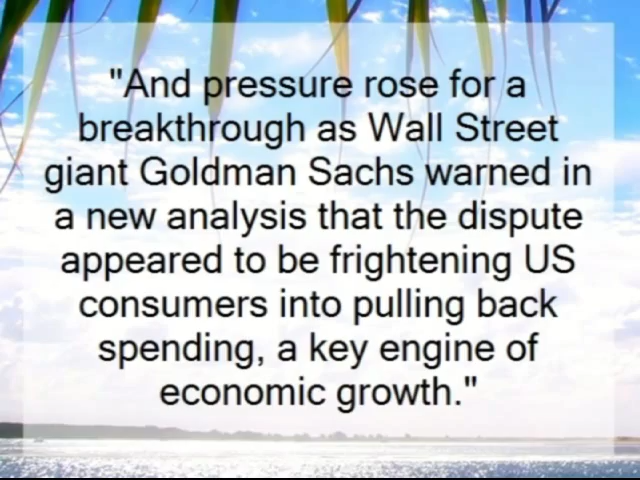 "And pressure rose for a
breakthrough as Wall Street
giant Goldman Sachs warned in
a new analysis that the dispute
appeared to be frightening US
consumers into pulling back
spending, a key engine of
economic growth."